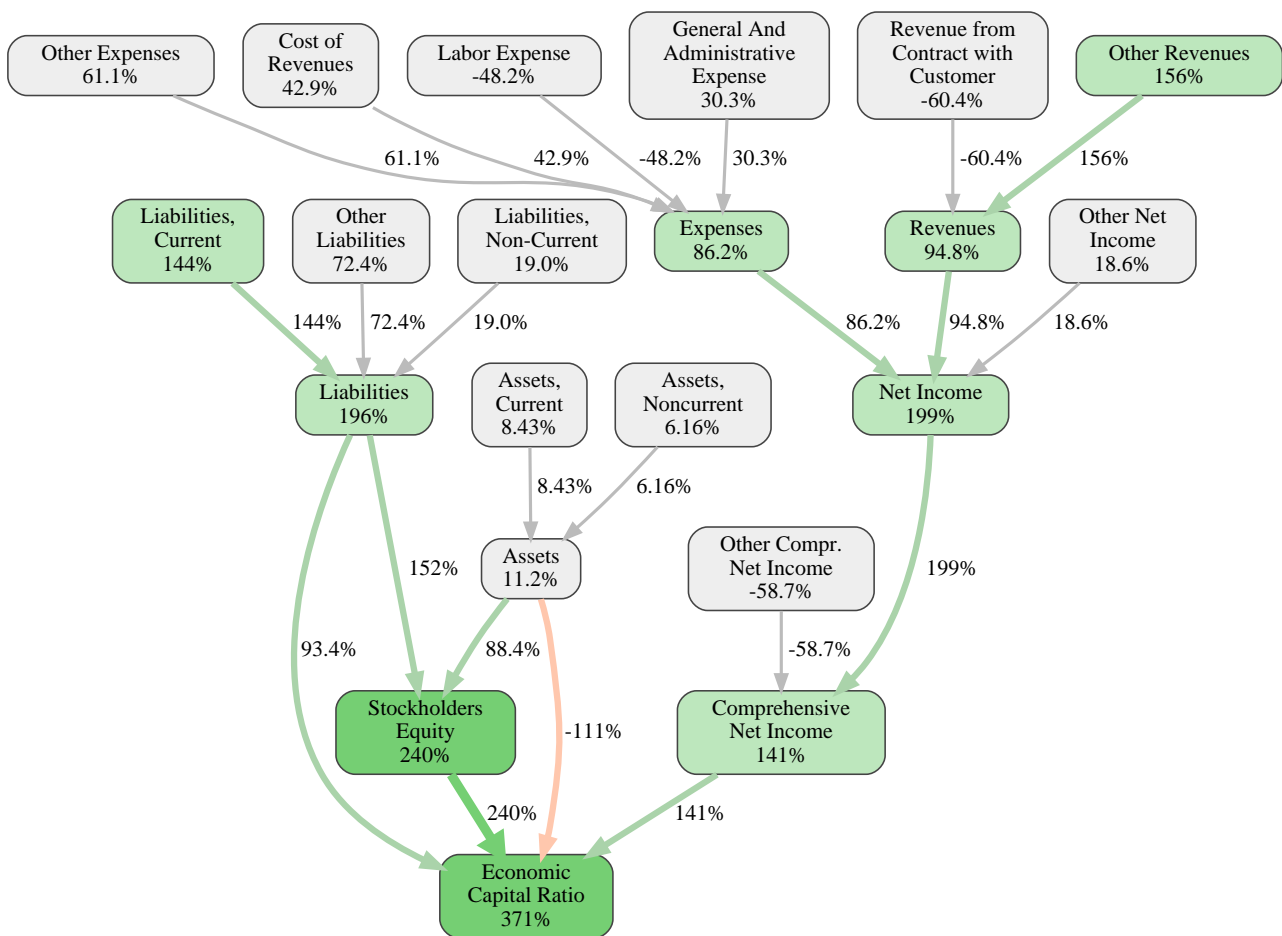 Other Expenses
61.1%
Cost of
Revenues
42.9%
Labor Expense
-48.2%
General And
Administrative
Expense
30.3%
Revenue from
Contract with
Customer
-60.4%
Other Revenues
156%
61.1%
42.9%
-48.2%
30.3%
-60.4%
156%
Liabilities,
Current
144%
Other
Liabilities
72.4%
Liabilities,
Non-Current
19.0%
Expenses
86.2%
Revenues
94.8%
Other Net
Income
18.6%
144%
72.4%
19.0%
86.2%
94.8%
18.6%
Liabilities
196%
Assets,
Current
8.43%
Assets,
Noncurrent
6.16%
Net Income
199%
8.43%
6.16%
Assets
11.2%
Other Compr.
Net Income
-58.7%
152%
199%
93.4%
88.4%
-58.7%
Stockholders
Equity
240%
-111%
Comprehensive
Net Income
141%
240%
141%
Economic
Capital Ratio
371%